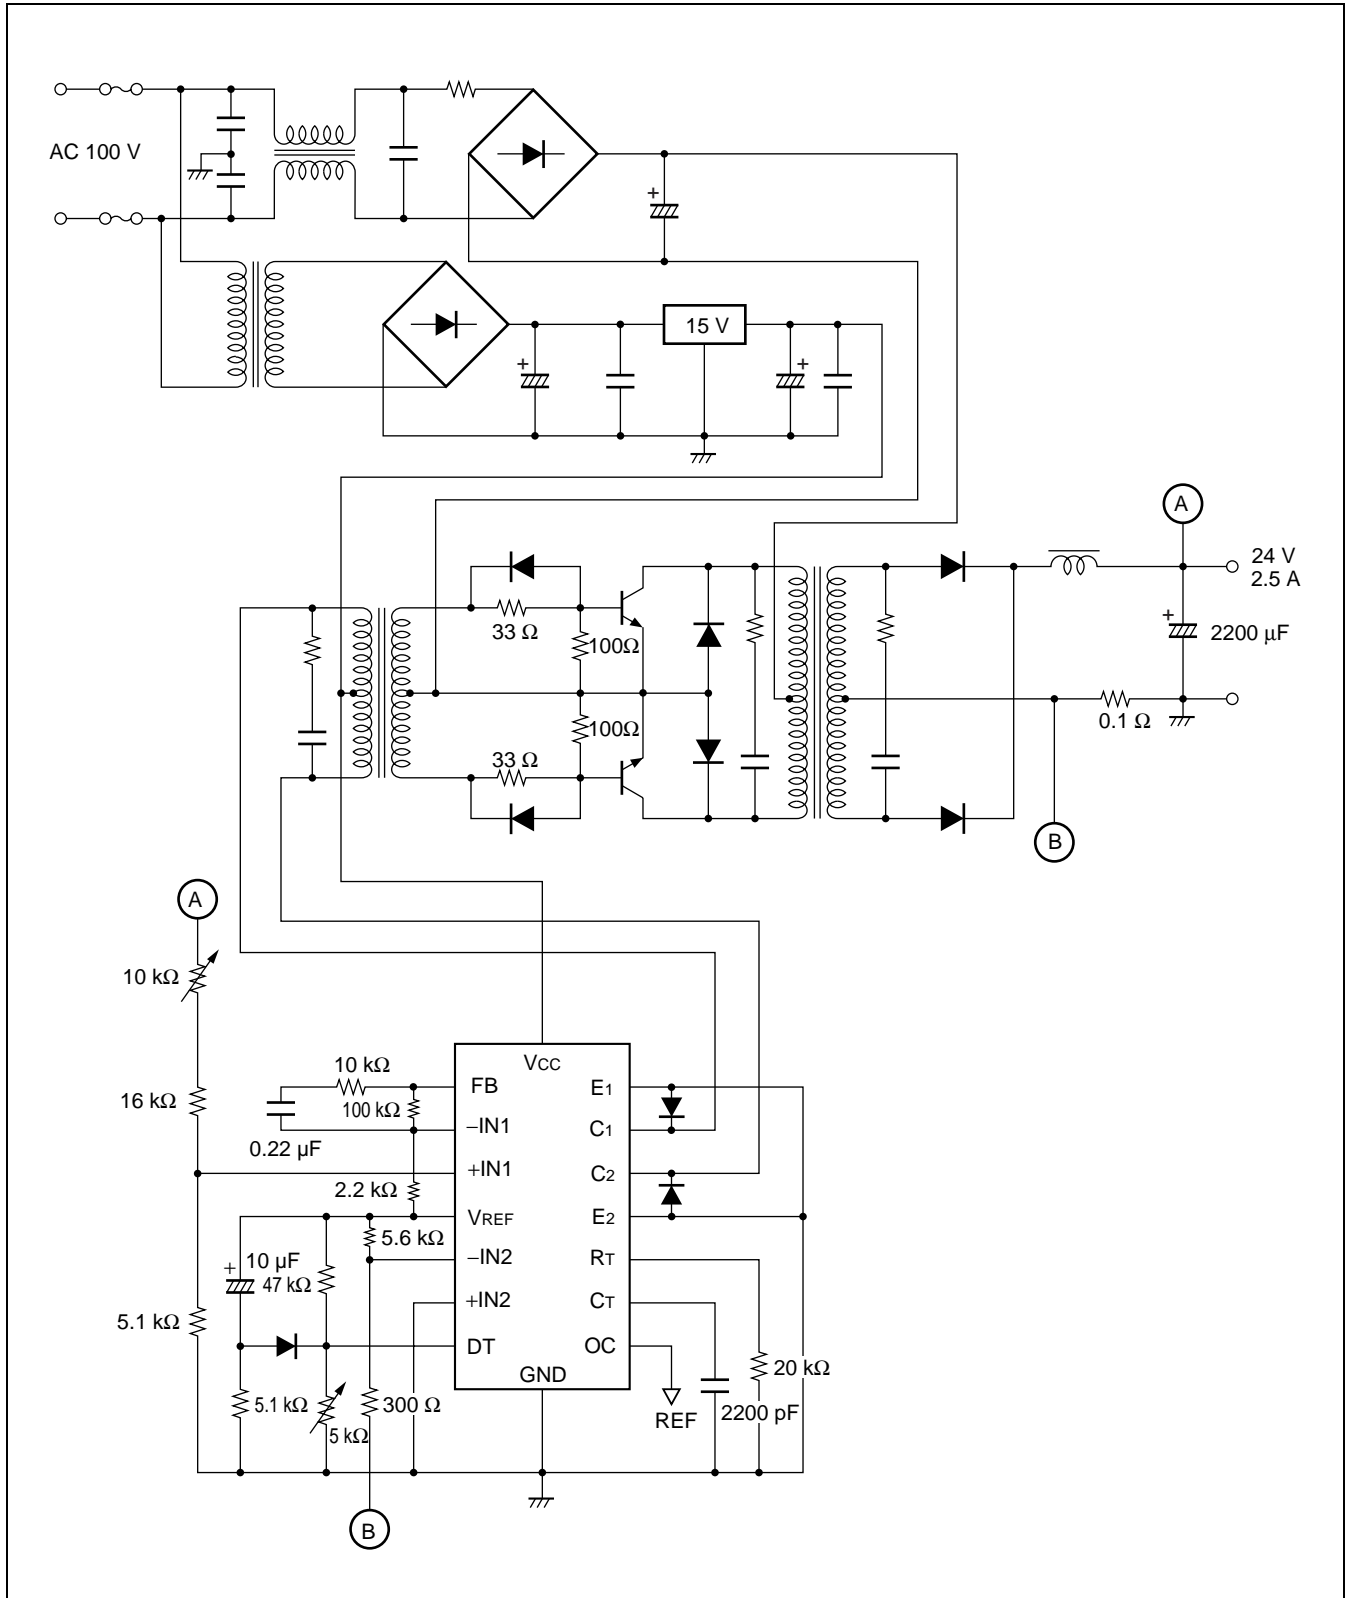 AC 100 V
+
15 V
+
+
A
24 V
2.5 A
+
2200 μF
33 Ω
100Ω
100Ω
33 Ω
0.1 Ω
B
A
10 kΩ
16 kΩ
5.1 kΩ
10 kΩ
100 kΩ
0.22 μF
2.2 kΩ
5.6 kΩ
+
10 μF
47 kΩ
5.1 kΩ
5 kΩ
300 Ω
B
VCC
FB
−IN1
+IN1
VREF
−IN2
+IN2
DT
GND
E1
C1
C2
E2
RT
CT
OC
REF
2200 pF
20 kΩ